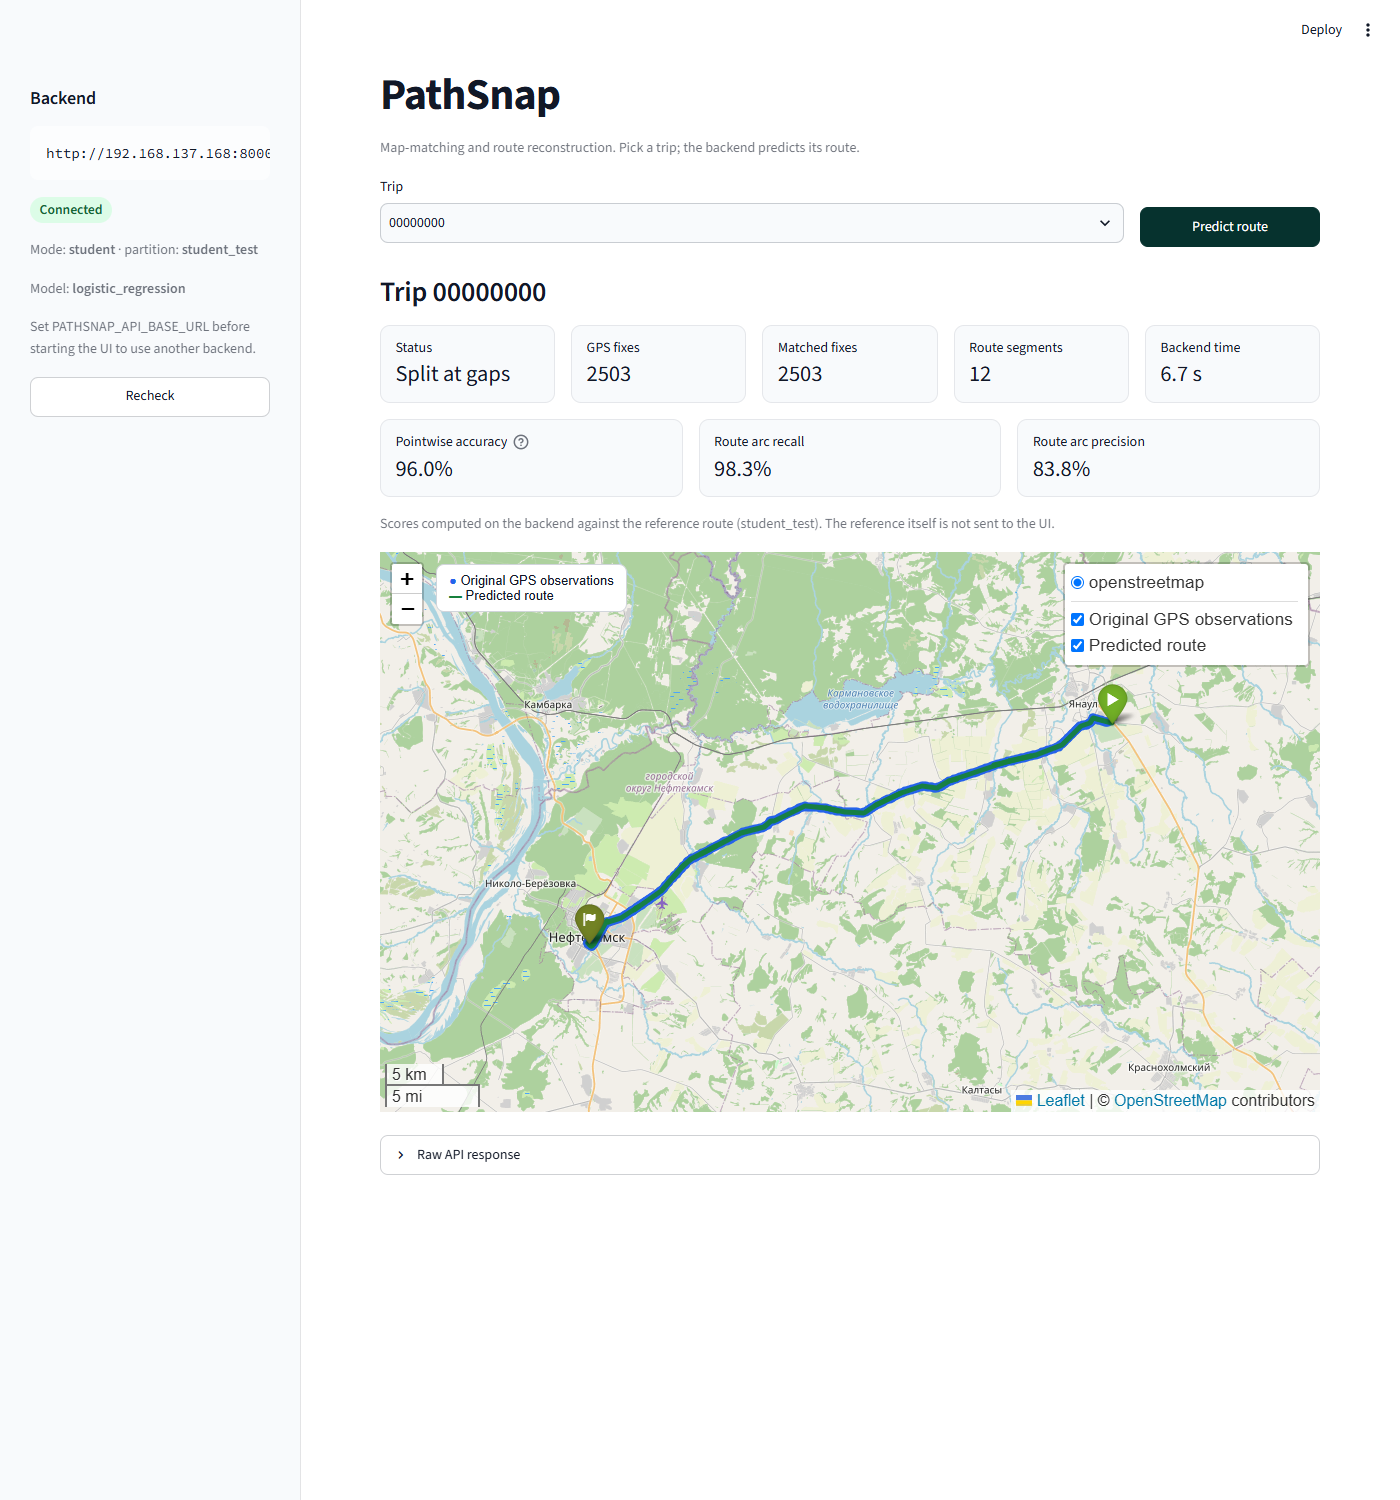 Deploy
Backend
http://192.168.137.168:8000
Connected
Mode: student · partition: student_test
Model: logistic_regression
Set PATHSNAP_API_BASE_URL before
starting the UI to use another backend.
Recheck
PathSnap
Map-matching and route reconstruction. Pick a trip; the backend predicts its route.
Trip
00000000
Predict route
Trip 00000000
Status
Split at gaps
GPS fixes
2503
Matched fixes
2503
Route segments
12
Backend time
6.7 s
Pointwise accuracy
96.0%
Route arc recall
98.3%
Route arc precision
83.8%
Scores computed on the backend against the reference route (student_test). The reference itself is not sent to the UI.
+
−
Original GPS observations
Predicted route
openstreetmap
Original GPS observations
Predicted route
Камбарка
Кармановское
водохранилище
Янаул
городской
округ Нефтекамск
Николо-Берёзовка
Краснохолмский
Калтасы
5 km
5 mi
Leaflet | © OpenStreetMap contributors
Raw API response